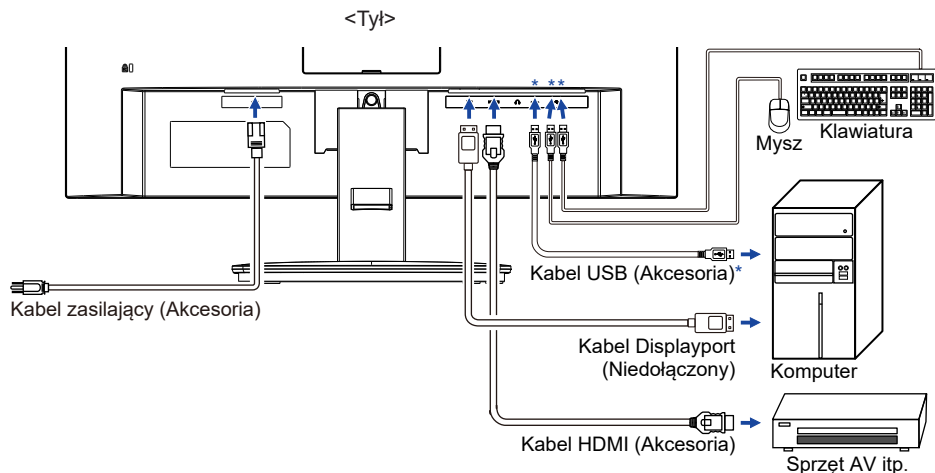 <Tył>
*
**
Mysz
Klawiatura
Kabel USB (Akcesoria)*
Kabel zasilający (Akcesoria)
Kabel Displayport
(Niedołączony)
Komputer
Kabel HDMI (Akcesoria)
Sprzęt AV itp.